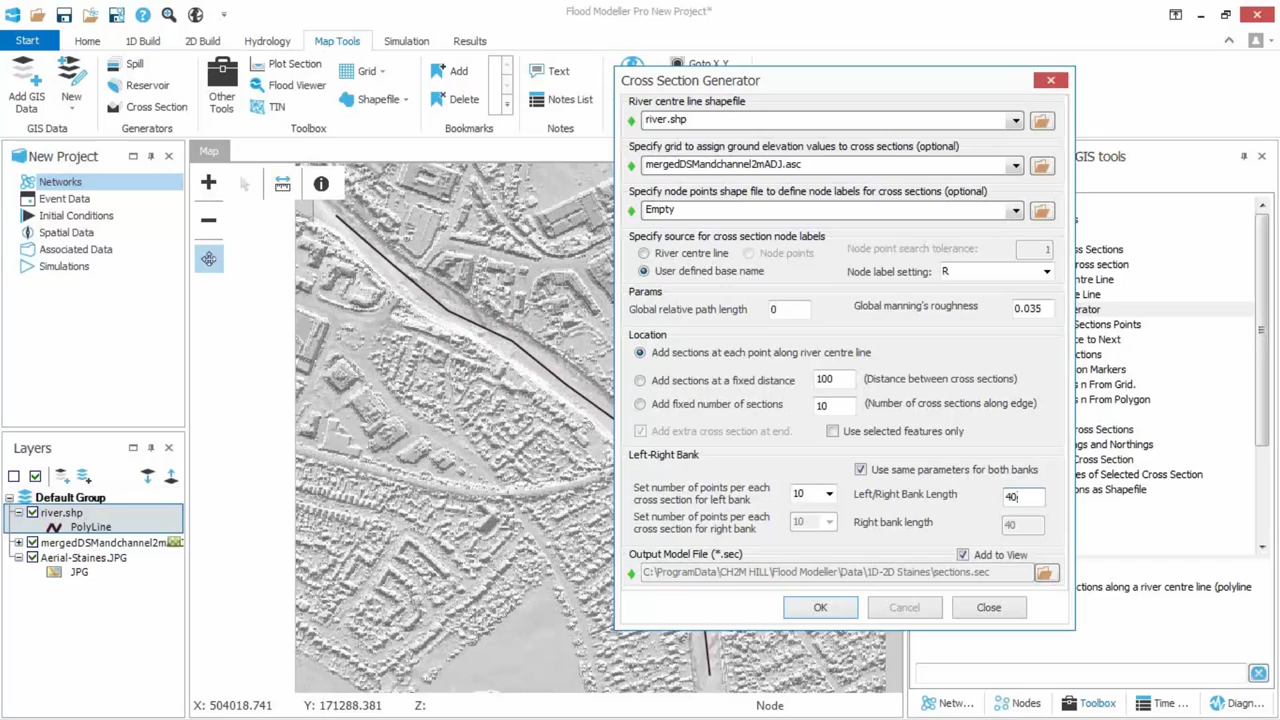 Flood Modeller Pro New Project*
Start
Home
1D Build
2D Build
Hydrology
Map Tools
Simulation
Results
Add GIS
Data
New
GIS Data
Spill
Reservoir
Cross Section
Generators
Other
Tools
Plot Section
Flood Viewer
TIN
Grid
Shapefile
Toolbox
Add
Delete
Bookmarks
Text
Notes List
Notes
Goto X,Y
New Project
Networks
Event Data
Initial Conditions
Spatial Data
Associated Data
Simulations
Layers
Default Group
river.shp
PolyLine
mergedDSMandchannel2m
Aerial-Staines.JPG
JPG
Map
X: 504018.741
Y: 171288.381
Z:
Node
Cross Section Generator
River centre line shapefile
river.shp
Specify grid to assign ground elevation values to cross sections (optional)
mergedDSMandchannel2mADJ.asc
Specify node points shape file to define node labels for cross sections (optional)
Empty
Specify source for cross section node labels
River centre line
Node points
Node point search tolerance:
1
User defined base name
Node label setting:
R
Params
Global relative path length
0
Global manning's roughness
0.035
Location
Add sections at each point along river centre line
Add sections at a fixed distance
100
(Distance between cross sections)
Add fixed number of sections
10
(Number of cross sections along edge)
Add extra cross section at end.
Use selected features only
Left-Right Bank
Use same parameters for both banks
Set number of points per each
cross section for left bank
10
Left/Right Bank Length
40
Set number of points per each
cross section for right bank
10
Right bank length
40
Output Model File (*.sec)
Add to View
C:\ProgramData\CH2M HILL\Flood Modeller\Data\1D-2D Staines\sections.sec
OK
Cancel
Close
GIS tools
Sections
Cross section
ntre Line
Line
erator
Sections Points
ce to Next
ctions
n Markers
s n From Grid.
s n From Polygon
ross Sections
ngs and Northings
Cross Section
es of Selected Cross Section
ons as Shapefile
ions along a river centre line (polyline
Netw...
Nodes
Toolbox
Time ...
Diagn...